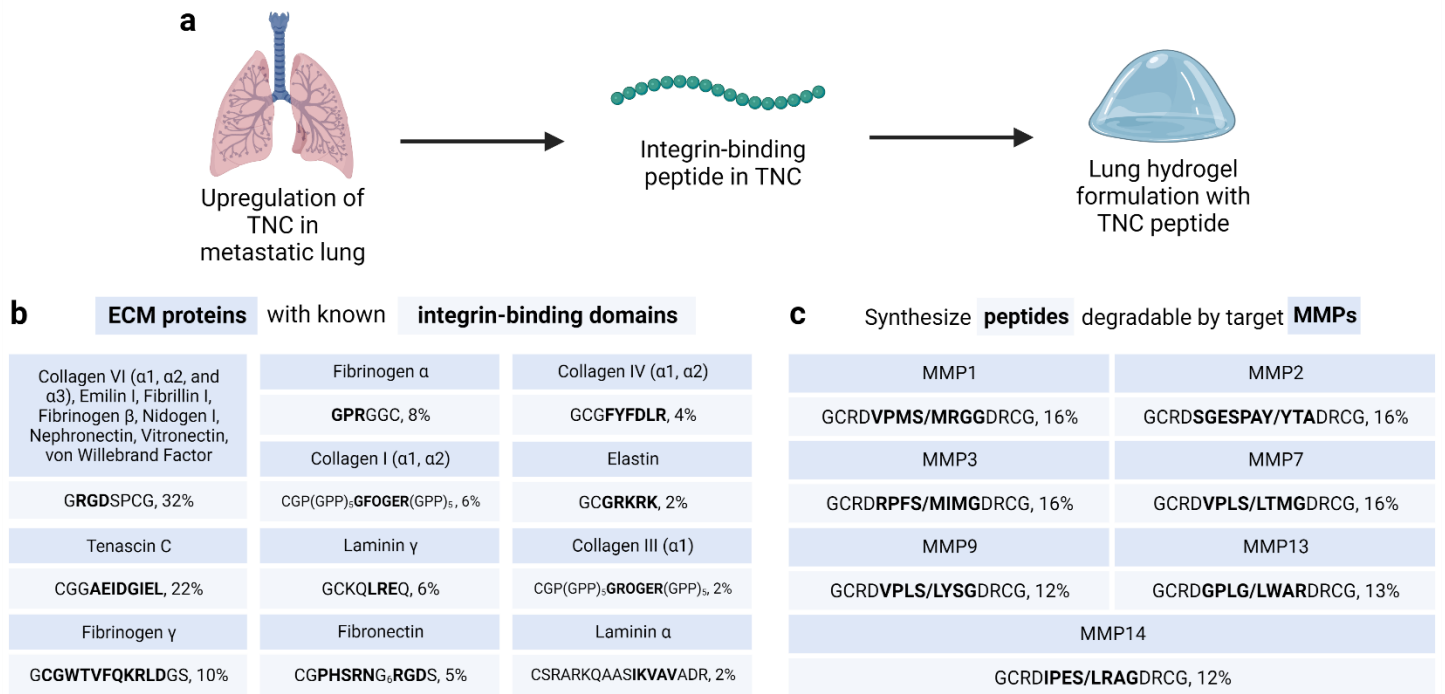 a
Upregulation of
TNC in
metastatic lung
Integrin-binding
peptide in TNC
Lung hydrogel
formulation with
TNC peptide
b
ECM proteins with known integrin-binding domains
Collagen VI (α1, α2, and
α3), Emilin I, Fibrillin I,
Fibrinogen β, Nidogen I,
Nephronectin, Vitronectin,
von Willebrand Factor
GRGDSPCG, 32%
Tenascin C
CGGAEIDGIEL, 22%
Fibrinogen γ
GCGWTVFQKRLDGS, 10%
Fibrinogen α
GPRGGC, 8%
Collagen I (α1, α2)
CGP(GPP)₅GFOGER(GPP)₅, 6%
Laminin γ
GCKQLREQ, 6%
Fibronectin
CGPHSRNG₆RGDS, 5%
Collagen IV (α1, α2)
GCGFYFDLR, 4%
Elastin
GCGRKRK, 2%
Collagen III (α1)
CGP(GPP)₅GROGER(GPP)₅, 2%
Laminin α
CSRARKQAASIKVAVADR, 2%
c
Synthesize peptides degradable by target MMPs
MMP1
GCRDVPMS/MRGGDRCG, 16%
MMP2
GCRDSGESPAY/YTADRCG, 16%
MMP3
GCRDRPFS/MIMGDRCG, 16%
MMP7
GCRDVPLS/LTMGDRCG, 16%
MMP9
GCRDVPLS/LYSGDRCG, 12%
MMP13
GCRDGPLG/LWARDRCG, 13%
MMP14
GCRDIPES/LRAGDRCG, 12%